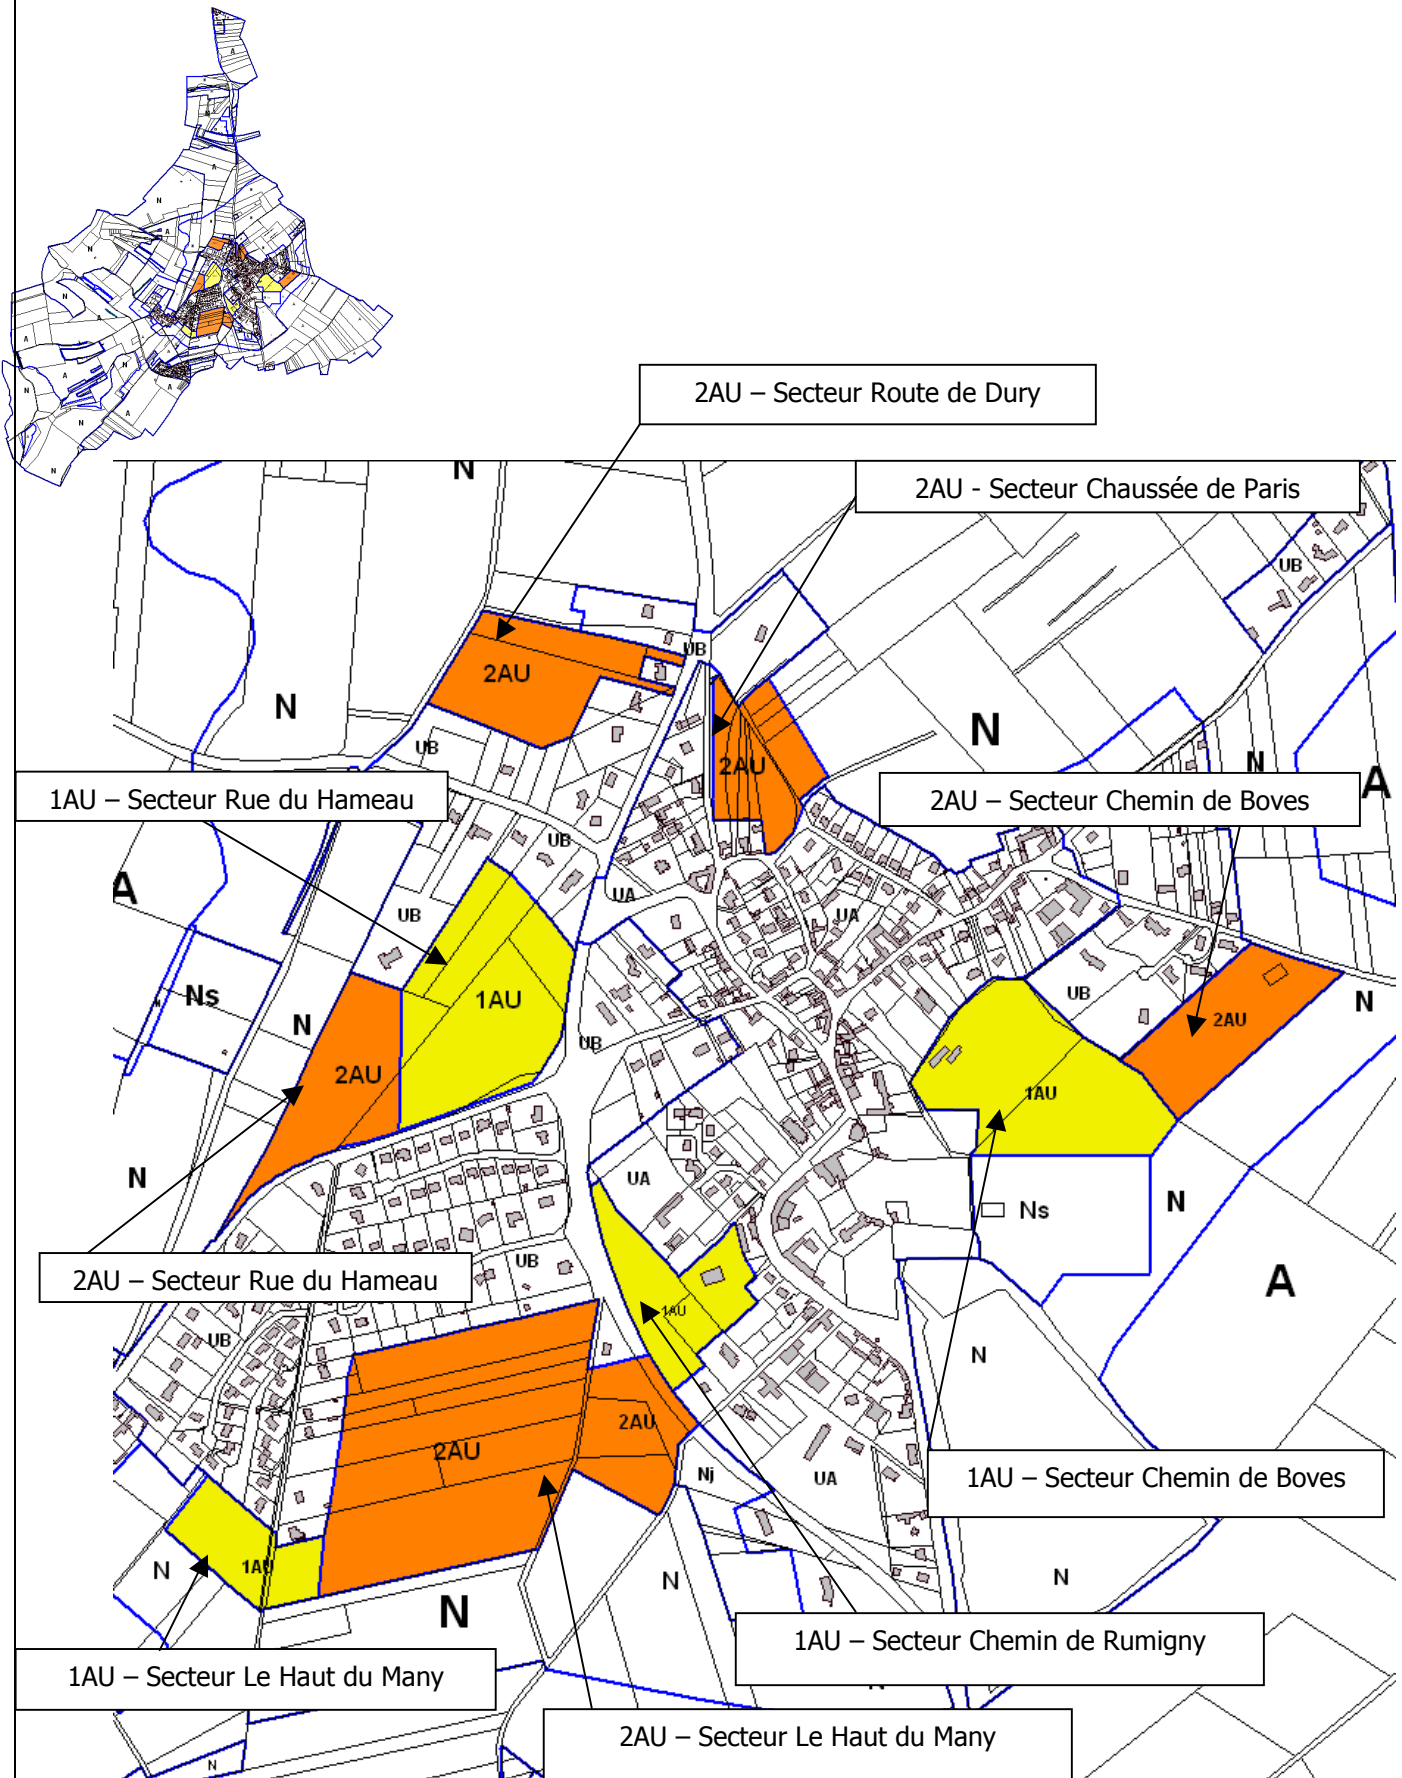 A
N
A
N
N
A
A
N
A
A
N
N
2AU – Secteur Route de Dury
N
2AU - Secteur Chaussée de Paris
UB
UB
2AU
N
N
UB
2AU
N
A
1AU – Secteur Rue du Hameau
2AU – Secteur Chemin de Boves
UB
A
UA
UB
UA
Ns
1AU
UB
N
N
2AU
UB
2AU
1AU
N
UA
Ns
N
UB
2AU – Secteur Rue du Hameau
A
1AU
UB
N
2AU
2AU
Nj
UA
1AU – Secteur Chemin de Boves
N
1AU
N
N
N
1AU – Secteur Chemin de Rumigny
1AU – Secteur Le Haut du Many
2AU – Secteur Le Haut du Many
N